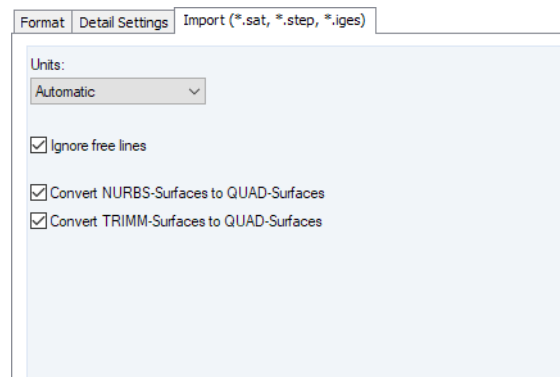 Format Detail Settings Import (*.sat, *.step, *.iges)
Units:
Automatic
Ignore free lines
Convert NURBS-Surfaces to QUAD-Surfaces
Convert TRIMM-Surfaces to QUAD-Surfaces